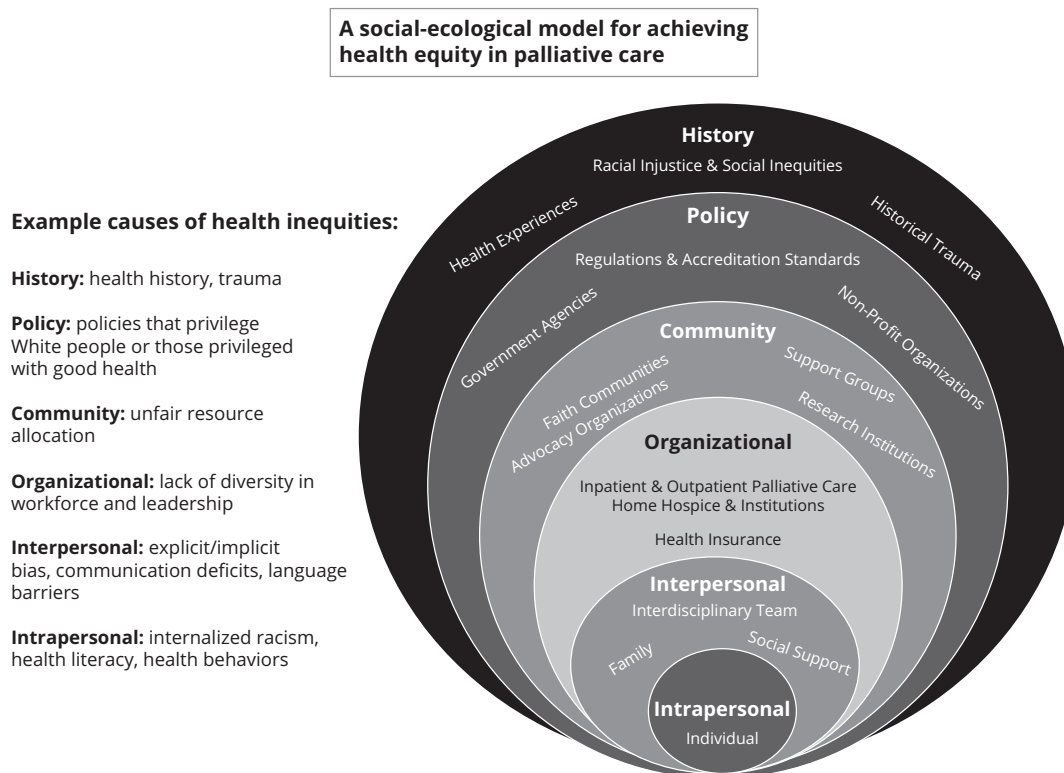 A social-ecological model for achieving
health equity in palliative care
Example causes of health inequities:
History: health history, trauma
Policy: policies that privilege
White people or those privileged
with good health
Community: unfair resource
allocation
Organizational: lack of diversity in
workforce and leadership
Interpersonal: explicit/implicit
bias, communication deficits, language
barriers
Intrapersonal: internalized racism,
health literacy, health behaviors
History
Racial Injustice & Social Inequities
Health Experiences
Historical Trauma
Policy
Regulations & Accreditation Standards
Government Agencies
Non-Profit Organizations
Community
Faith Communities
Advocacy Organizations
Support Groups
Research Institutions
Organizational
Inpatient & Outpatient Palliative Care
Home Hospice & Institutions
Health Insurance
Interpersonal
Interdisciplinary Team
Family
Social Support
Intrapersonal
Individual